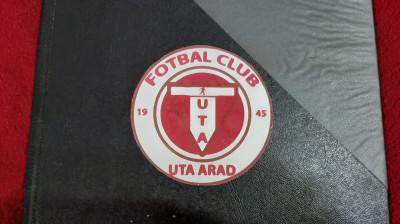 FOTBAL CLUB
19 45
UTA
UTA ARAD